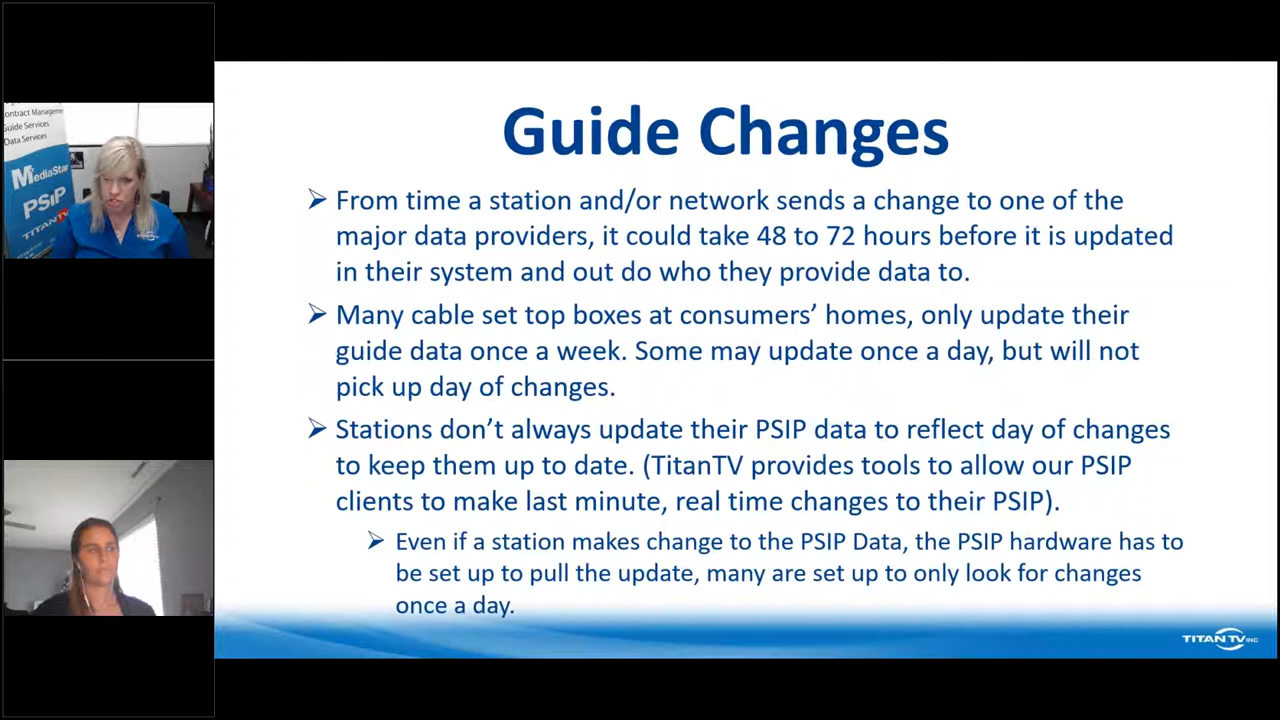 ontract Management
Guide Services
Data Services
MediaStar
PSIP
TITANTV
Guide Changes
➢ From time a station and/or network sends a change to one of the
major data providers, it could take 48 to 72 hours before it is updated
in their system and out do who they provide data to.
➢ Many cable set top boxes at consumers’ homes, only update their
guide data once a week. Some may update once a day, but will not
pick up day of changes.
➢ Stations don’t always update their PSIP data to reflect day of changes
to keep them up to date. (TitanTV provides tools to allow our PSIP
clients to make last minute, real time changes to their PSIP).
➢ Even if a station makes change to the PSIP Data, the PSIP hardware has to
be set up to pull the update, many are set up to only look for changes
once a day.
TITANTV INC